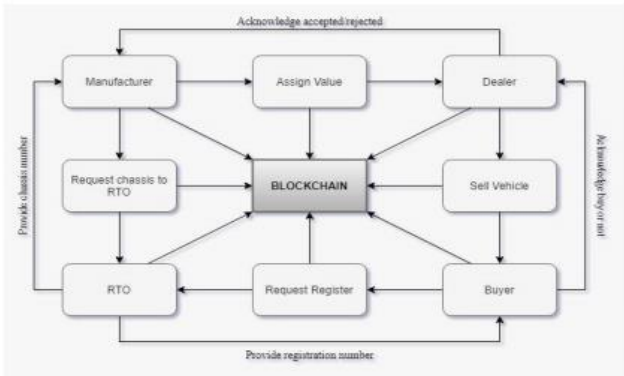 Acknowledge accepted/rejected
Manufacturer
Assign Value
Dealer
Provide chassis number
Request chassis to
RTO
BLOCKCHAIN
Sell Vehicle
Acknowledge buy or not
RTO
Request Register
Buyer
Provide registration number